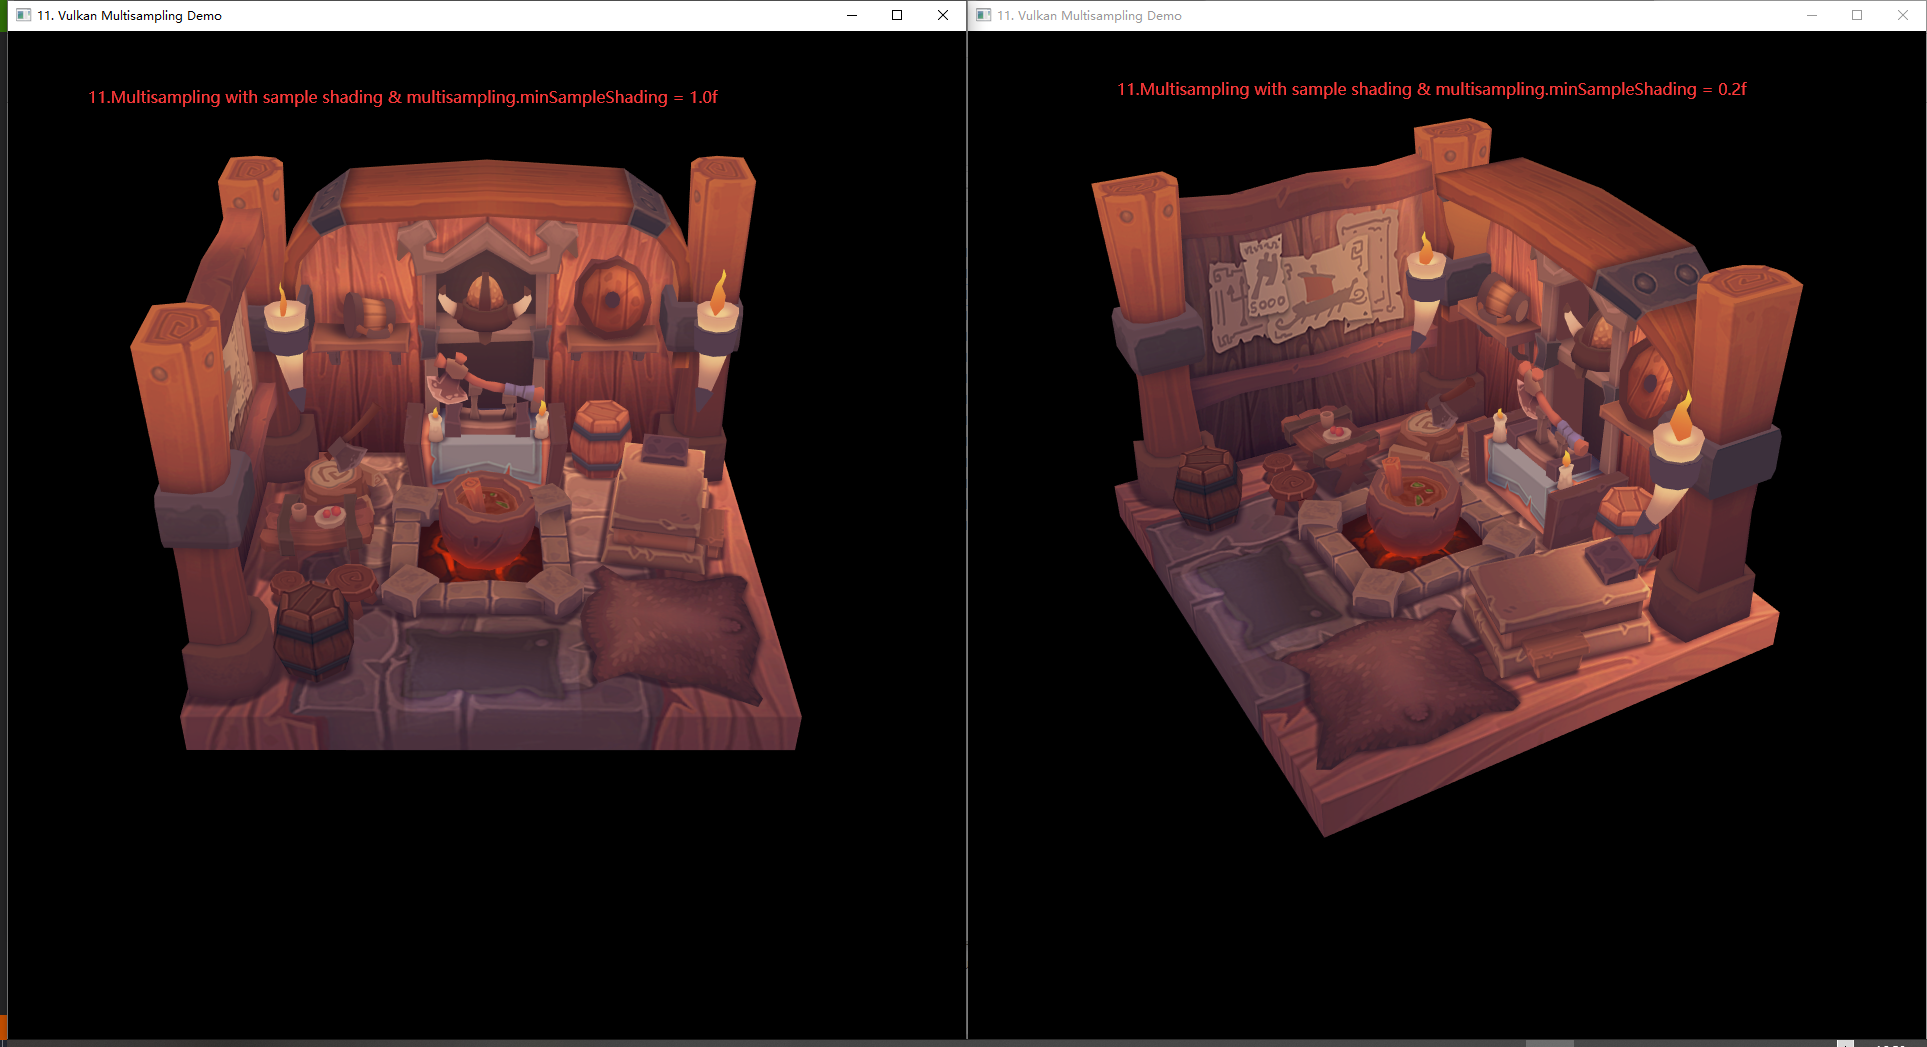 11. Vulkan Multisampling Demo
11. Vulkan Multisampling Demo
11.Multisampling with sample shading & multisampling.minSampleShading = 1.0f
11.Multisampling with sample shading & multisampling.minSampleShading = 0.2f
5000